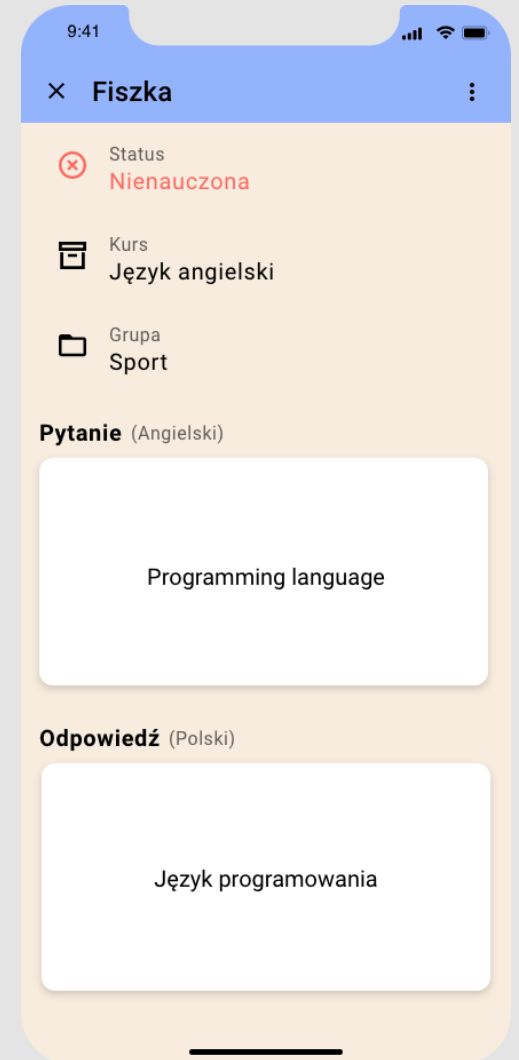 9:41
Fiszka
Status
Nienauczona
Kurs
Język angielski
Grupa
Sport
Pytanie (Angielski)
Programming language
Odpowiedź (Polski)
Język programowania